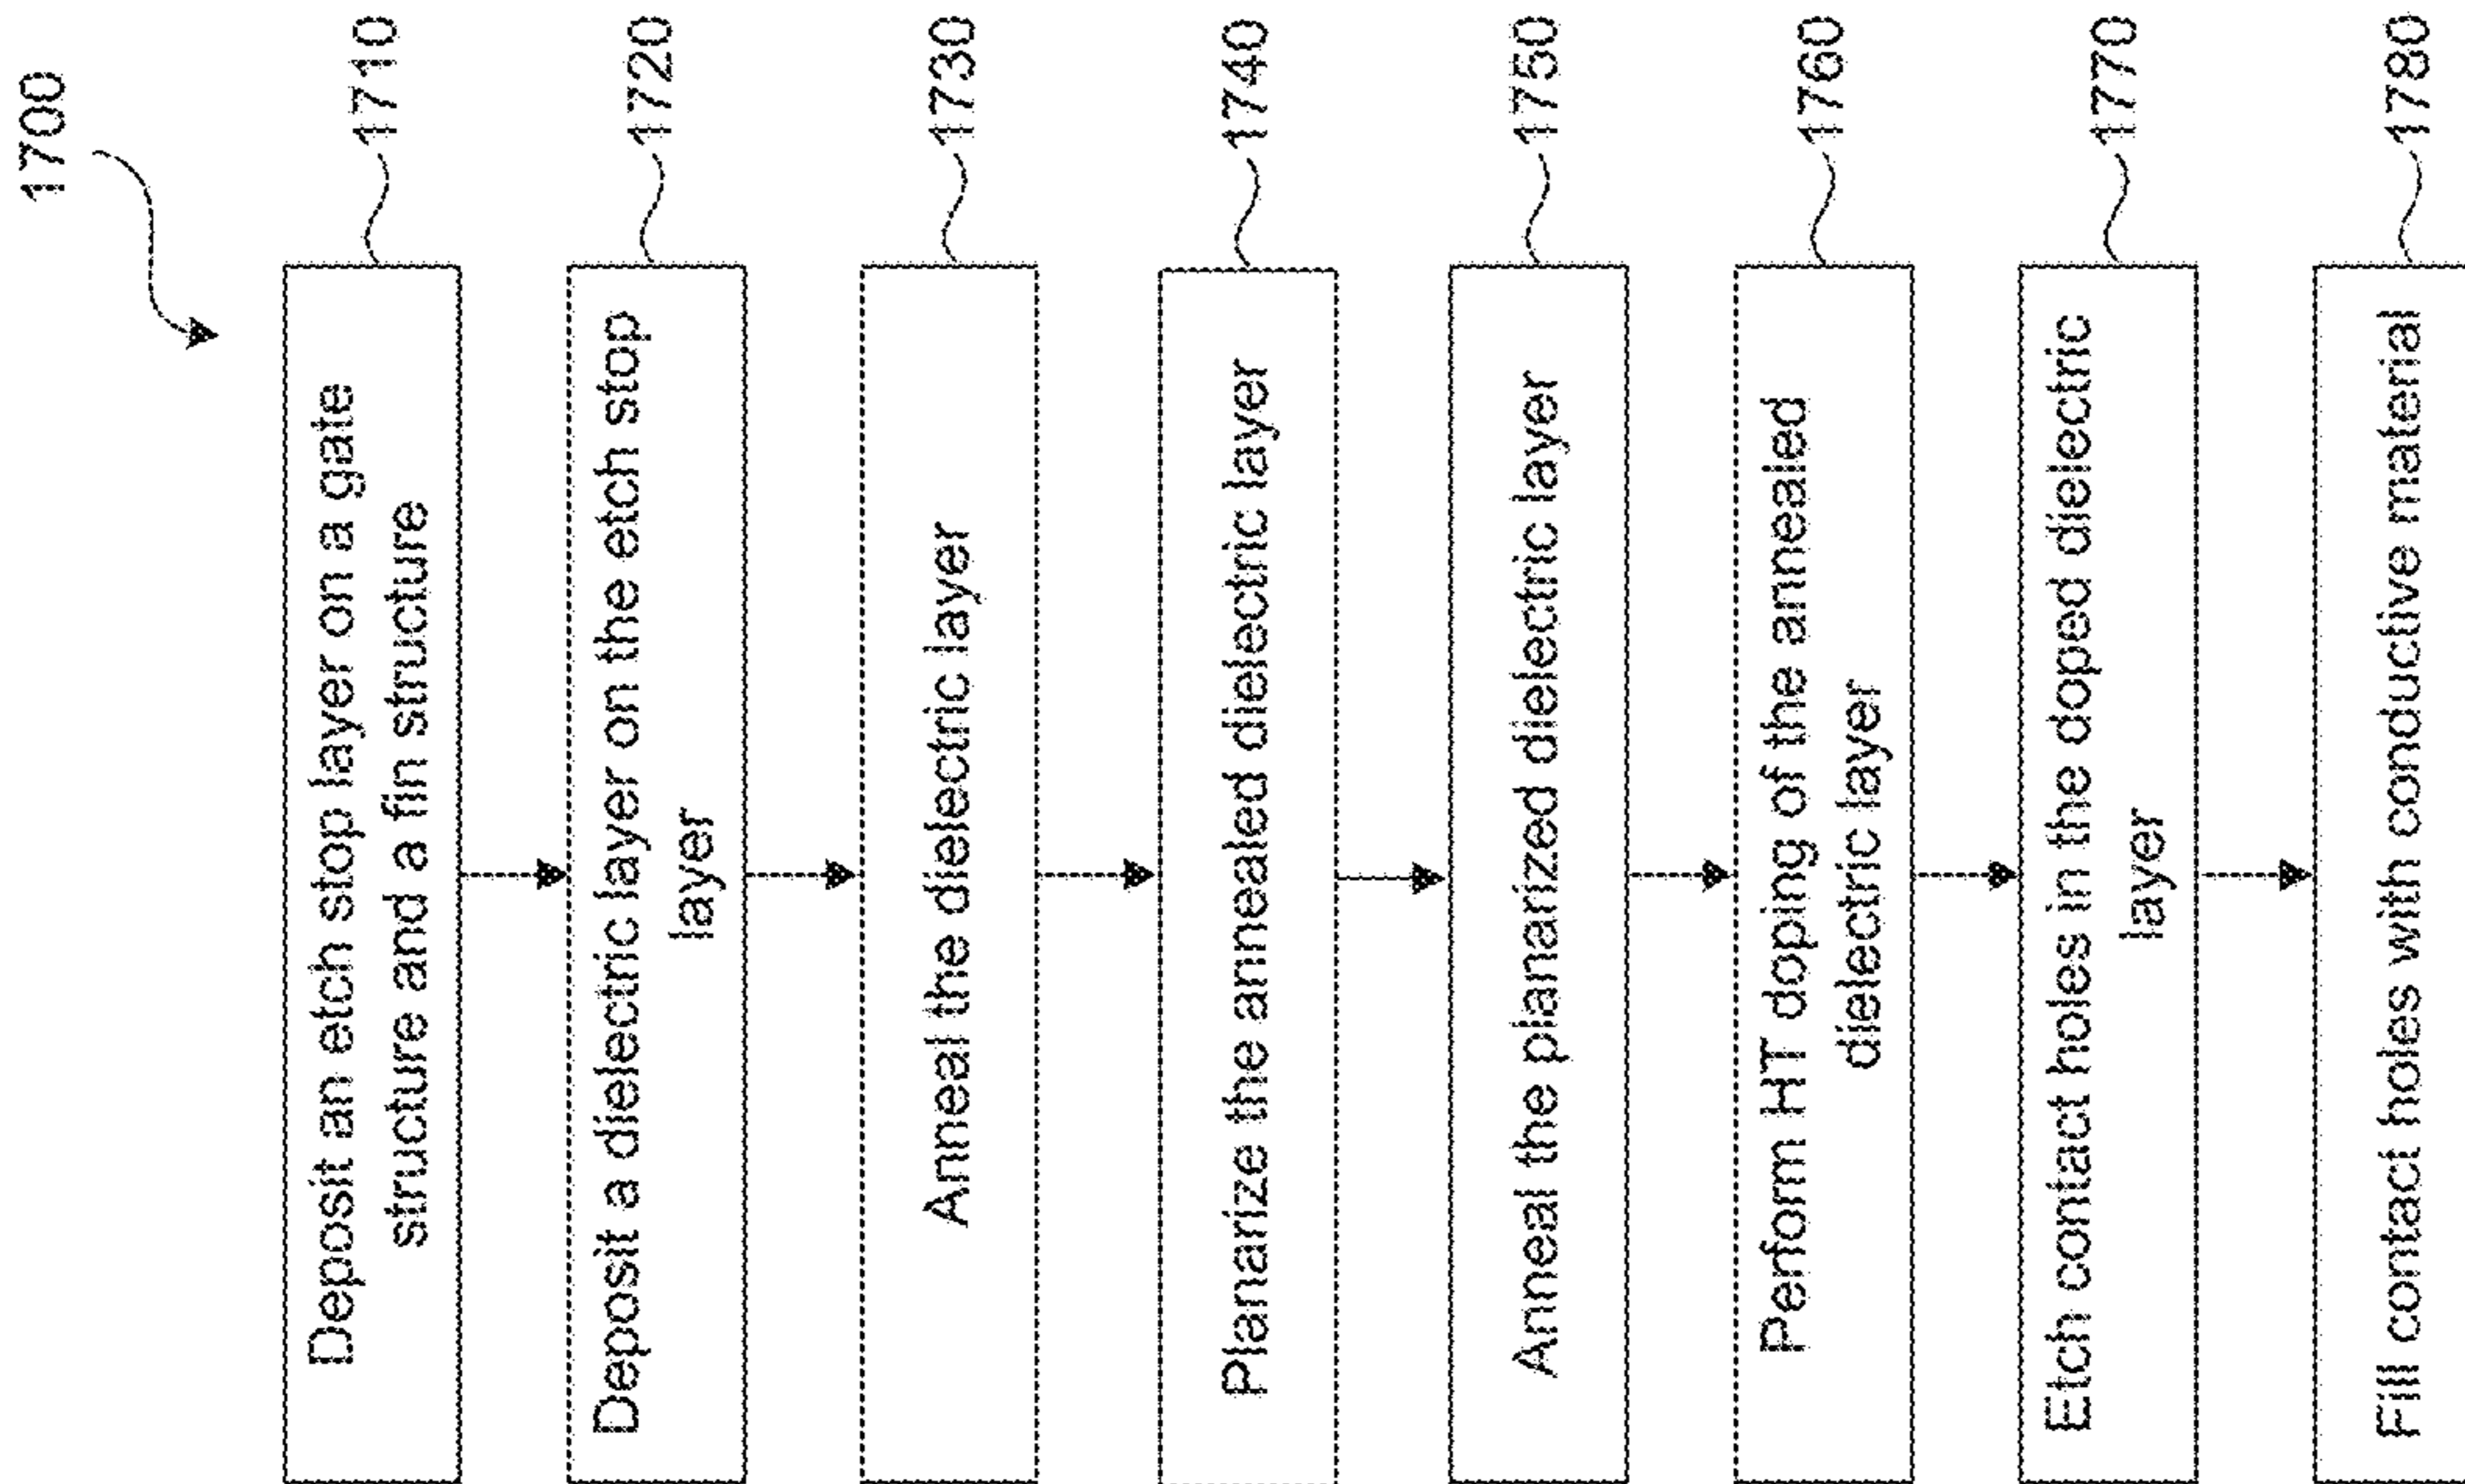 1700
Deposit an etch stop layer on a gate
structure and a fin structure
1710
Deposit a dielectric layer on the etch stop
layer
1720
Anneal the dielectric layer
1730
Planarize the annealed dielectric layer
1740
Anneal the planarized dielectric layer
1750
Perform HT doping of the annealed
dielectric layer
1760
Etch contact holes in the doped dielectric
layer
1770
Fill contact holes with conductive material
1780